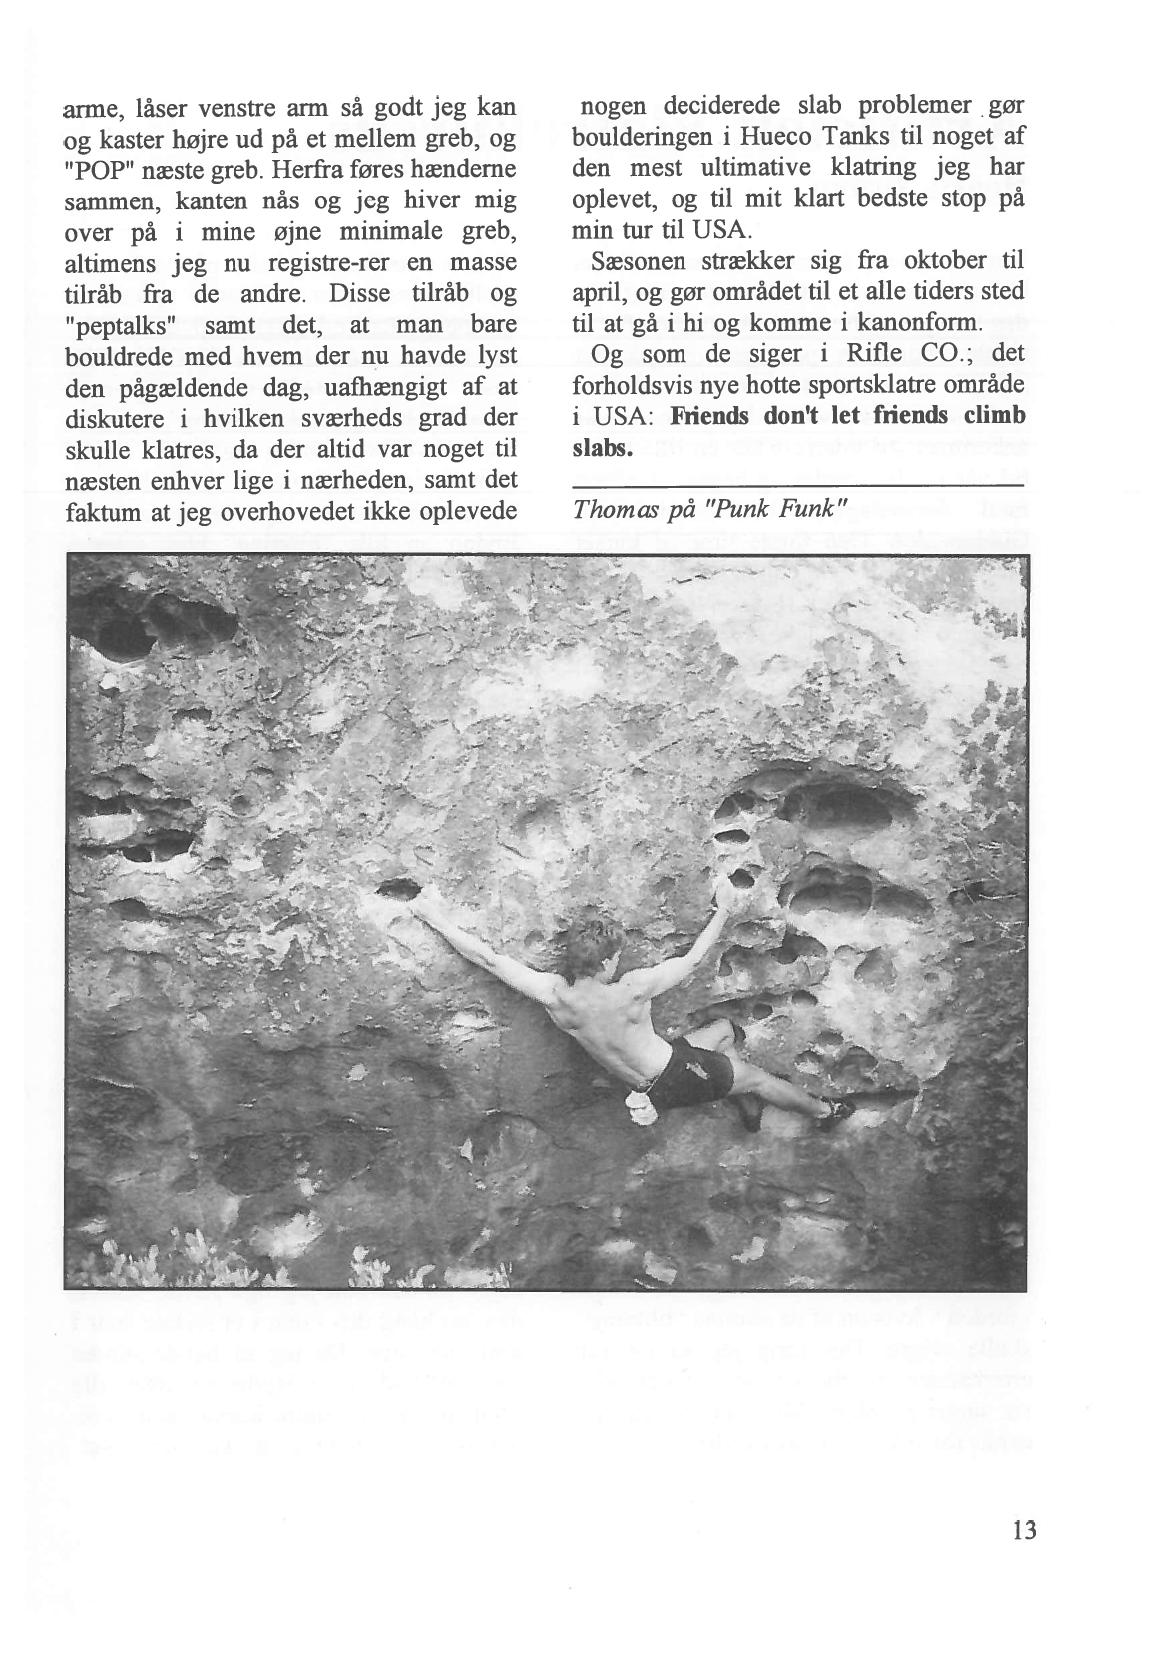 arme, låser venstre arm så godt jeg kan
og kaster højre ud på et mellem greb, og
"POP" næste greb. Herfra føres hænderne
sammen, kanten nås og jeg hiver mig
over på i mine øjne minimale greb,
altimens jeg nu registre-rer en masse
tilråb fra de andre. Disse tilråb og
"peptalks" samt det, at man bare
bouldrede med hvem der nu havde lyst
den pågældende dag, uafhængigt af at
diskutere i hvilken sværheds grad der
skulle klatres, da der altid var noget til
næsten enhver lige i nærheden, samt det
faktum at jeg overhovedet ikke oplevede
nogen deciderede slab problemer gør
boulderingen i Hueco Tanks til noget af
den mest ultimative klatring jeg har
oplevet, og til mit klart bedste stop på
min tur til USA.
Sæsonen strækker sig fra oktober til
april, og gør området til et alle tiders sted
til at gå i hi og komme i kanonform.
Og som de siger i Rifle CO.; det
forholdsvis nye hotte sportsklatre område
i USA: Friends don't let friends climb
slabs.
Thomas på "Punk Funk"
13